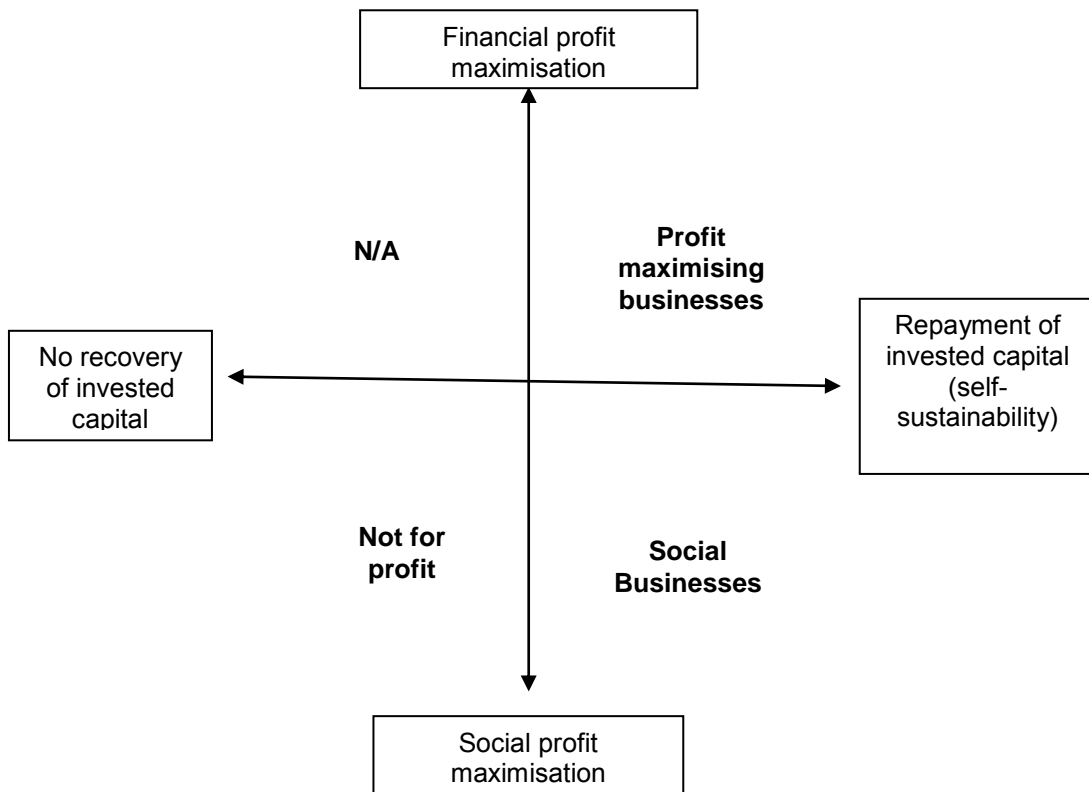 Financial profit
maximisation
N/A
Profit
maximising
businesses
No recovery
of invested
capital
Repayment of
invested capital
(self-
sustainability)
Not for
profit
Social
Businesses
Social profit
maximisation